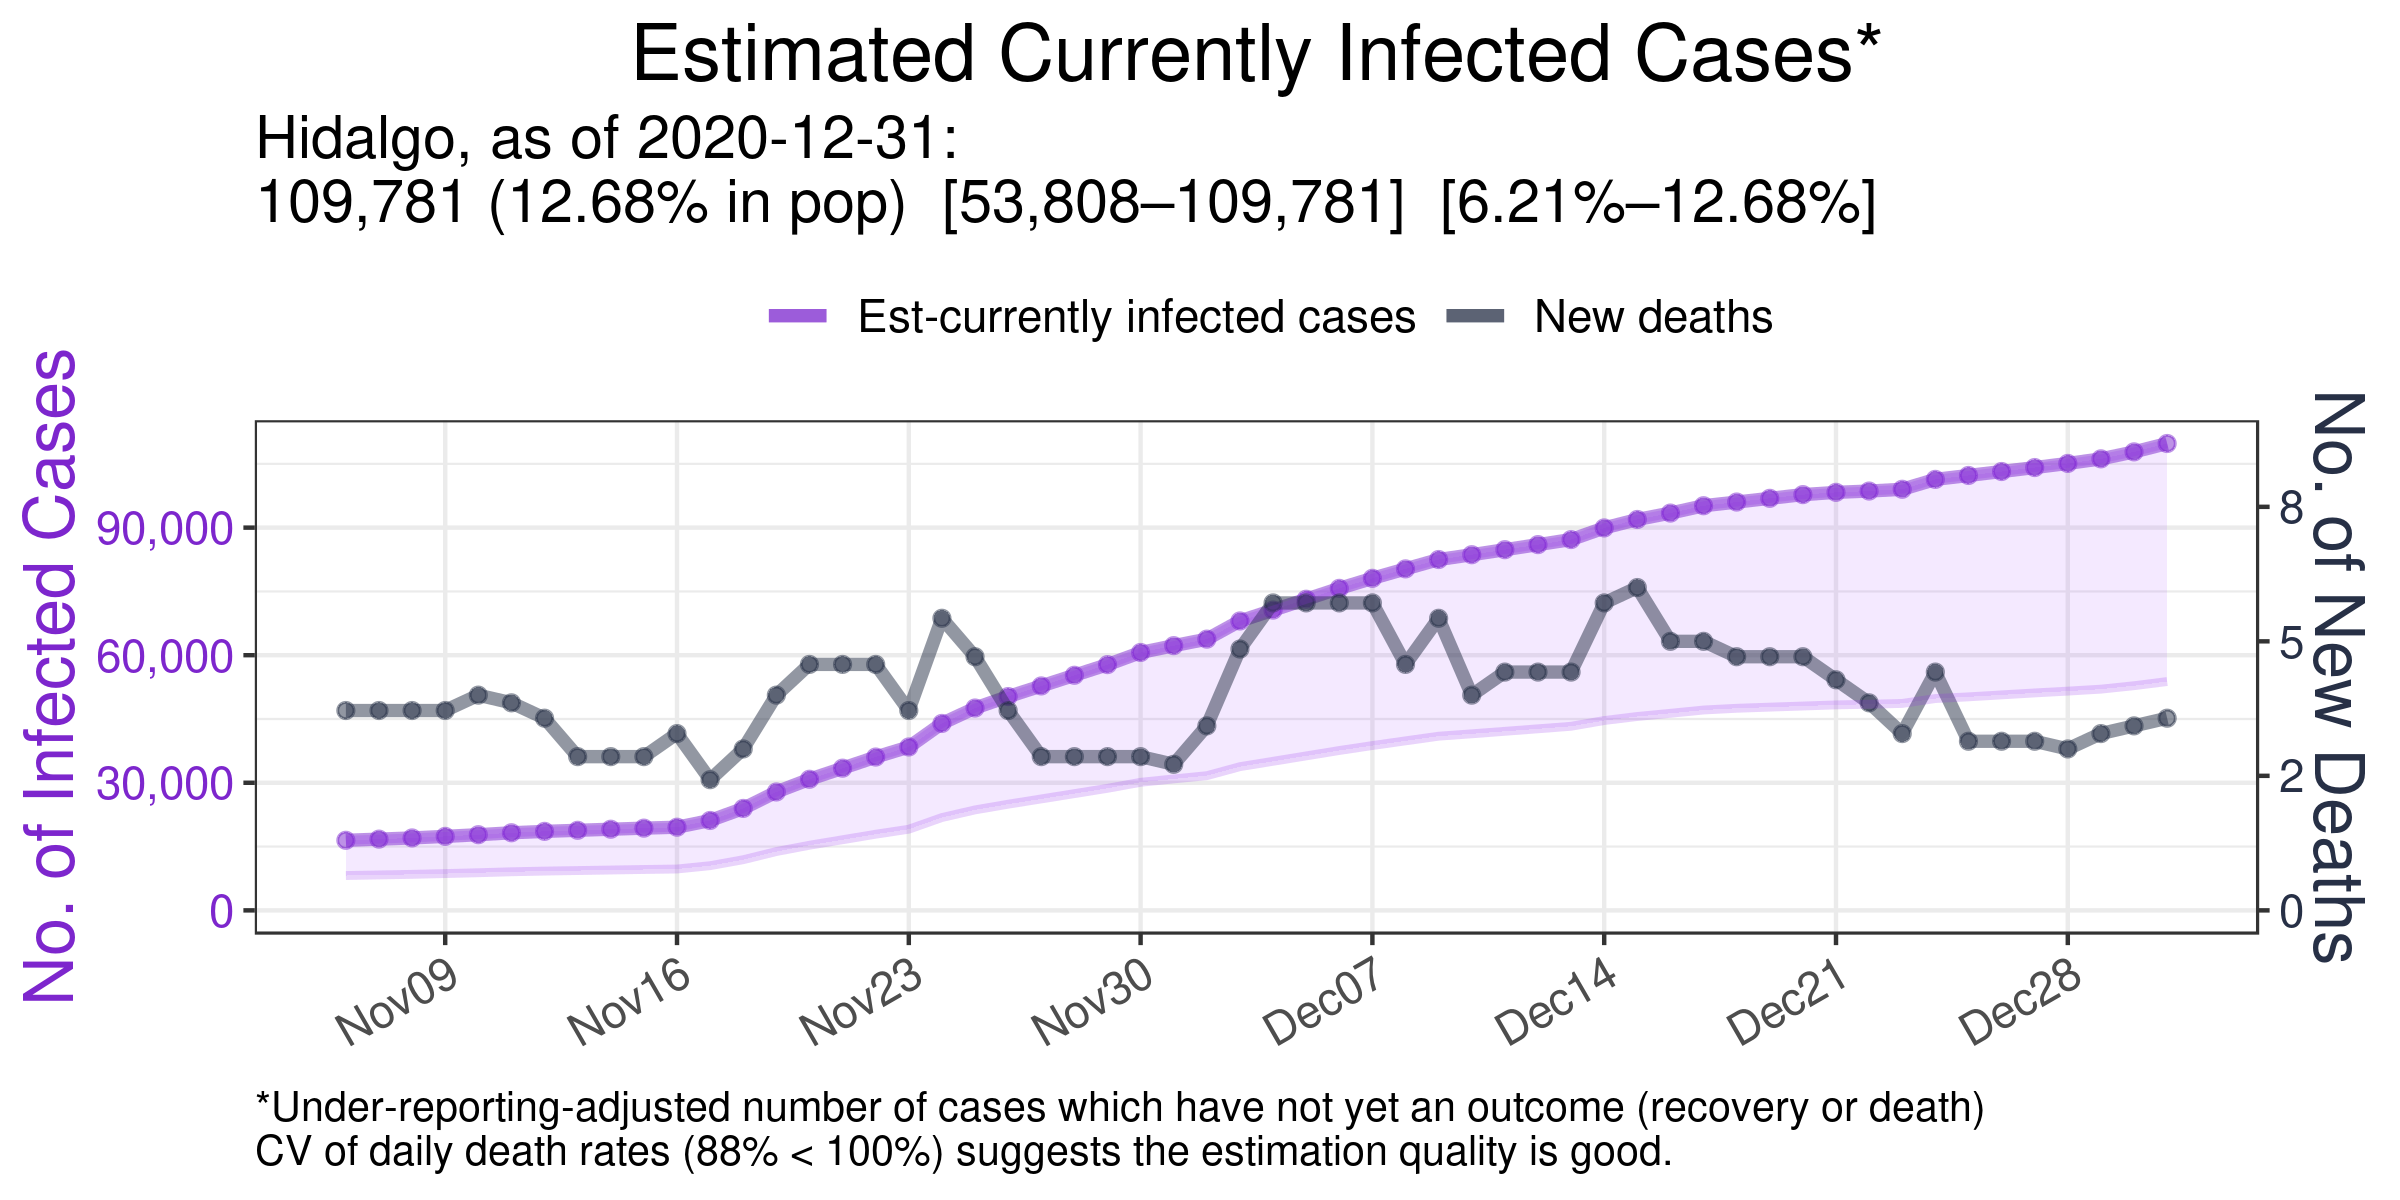 Estimated Currently Infected Cases*
Hidalgo, as of 2020-12-31:
109,781 (12.68% in pop)  [53,808–109,781]  [6.21%–12.68%]
Est-currently infected cases
New deaths
No. of Infected Cases
90,000
60,000
30,000
0
8
5
2
0
No. of New Deaths
Nov09
Nov16
Nov23
Nov30
Dec07
Dec14
Dec21
Dec28
*Under-reporting-adjusted number of cases which have not yet an outcome (recovery or death)
CV of daily death rates (88% < 100%) suggests the estimation quality is good.